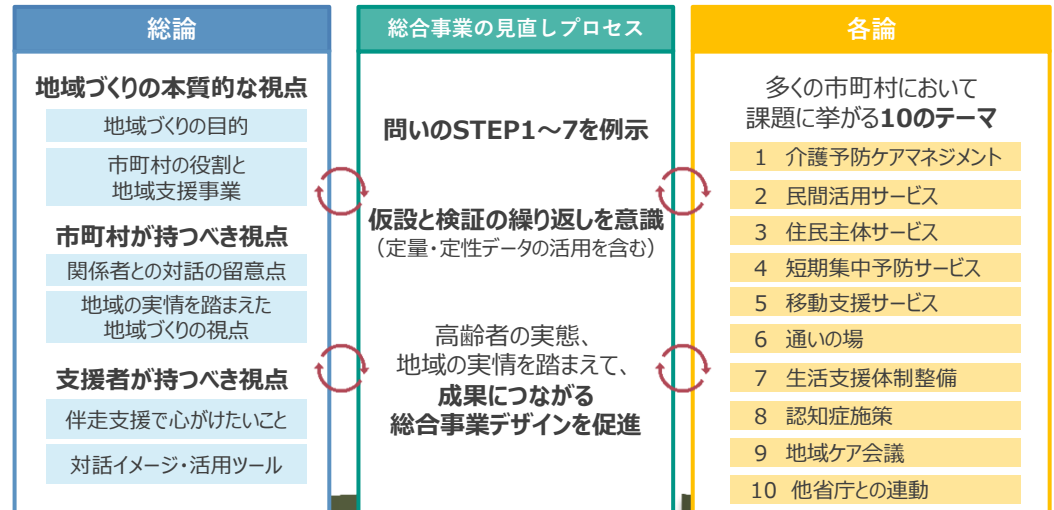 総論
地域づくりの本質的な視点
地域づくりの目的
市町村の役割と
地域支援事業
市町村が持つべき視点
関係者との対話の留意点
地域の実情を踏まえた
地域づくりの視点
支援者が持つべき視点
伴走支援で心がけたいこと
対話イメージ・活用ツール
総合事業の見直しプロセス
問いのSTEP1～7を例示
仮設と検証の繰り返しを意識
（定量・定性データの活用を含む）
高齢者の実態、
地域の実情を踏まえて、
成果につながる
総合事業デザインを促進
各論
多くの市町村において
課題に挙がる10のテーマ
1 介護予防ケアマネジメント
2 民間活用サービス
3 住民主体サービス
4 短期集中予防サービス
5 移動支援サービス
6 通いの場
7 生活支援体制整備
8 認知症施策
9 地域ケア会議
10 他省庁との連動